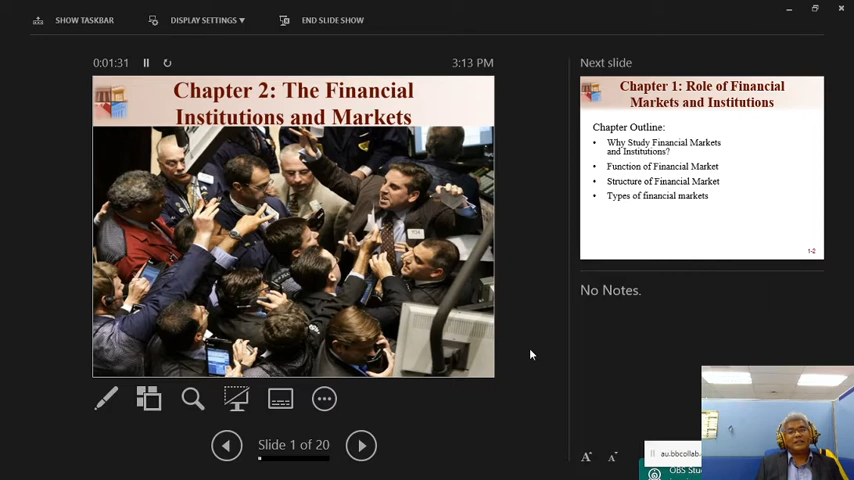 SHOW TASKBAR
DISPLAY SETTINGS ▼
END SLIDE SHOW
0:01:31
3:13 PM
Chapter 2: The Financial
Institutions and Markets
Slide 1 of 20
Next slide
Chapter 1: Role of Financial
Markets and Institutions
Chapter Outline:
• Why Study Financial Markets
and Institutions?
• Function of Financial Market
• Structure of Financial Market
• Types of financial markets
1-2
No Notes.
A
A
au.bbcollab.
OBS Stu